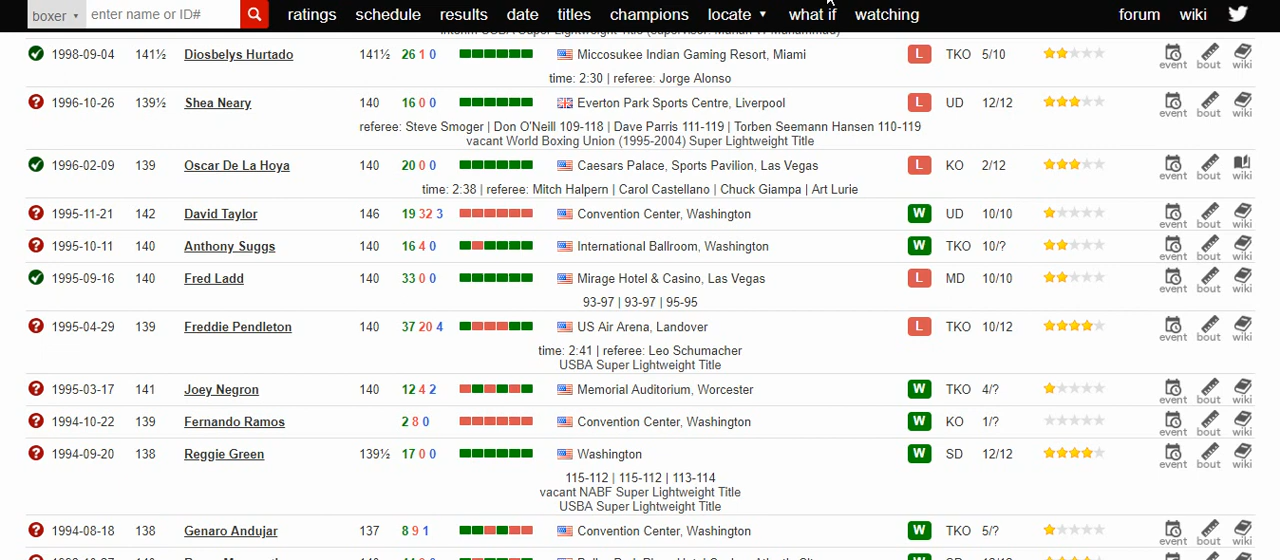 boxer ▾ enter name or ID# ratings schedule results date titles champions locate ▼ what if watching forum wiki
1998-09-04 141½ Diosbelys Hurtado 141½ 26 1 0 Miccosukee Indian Gaming Resort, Miami L TKO 5/10 event bout wiki
time: 2:30 | referee: Jorge Alonso
1996-10-26 139½ Shea Neary 140 16 0 0 Everton Park Sports Centre, Liverpool L UD 12/12 event bout wiki
referee: Steve Smoger | Don O'Neill 109-118 | Dave Parris 111-119 | Torben Seemann Hansen 110-119
vacant World Boxing Union (1995-2004) Super Lightweight Title
1996-02-09 139 Oscar De La Hoya 140 20 0 0 Caesars Palace, Sports Pavilion, Las Vegas L KO 2/12 event bout wiki
time: 2:38 | referee: Mitch Halpern | Carol Castellano | Chuck Giampa | Art Lurie
1995-11-21 142 David Taylor 146 19 32 3 Convention Center, Washington W UD 10/10 event bout wiki
1995-10-11 140 Anthony Suggs 140 16 4 0 International Ballroom, Washington W TKO 10/? event bout wiki
1995-09-16 140 Fred Ladd 140 33 0 0 Mirage Hotel & Casino, Las Vegas L MD 10/10 event bout wiki
93-97 | 93-97 | 95-95
1995-04-29 139 Freddie Pendleton 140 37 20 4 US Air Arena, Landover L TKO 10/12 event bout wiki
time: 2:41 | referee: Leo Schumacher
USBA Super Lightweight Title
1995-03-17 141 Joey Negron 140 12 4 2 Memorial Auditorium, Worcester W TKO 4/? event bout wiki
1994-10-22 139 Fernando Ramos 2 8 0 Convention Center, Washington W KO 1/? event bout wiki
1994-09-20 138 Reggie Green 139½ 17 0 0 Washington W SD 12/12 event bout wiki
115-112 | 115-112 | 113-114
vacant NABF Super Lightweight Title
USBA Super Lightweight Title
1994-08-18 138 Genaro Andujar 137 8 9 1 Convention Center, Washington W TKO 5/? event bout wiki